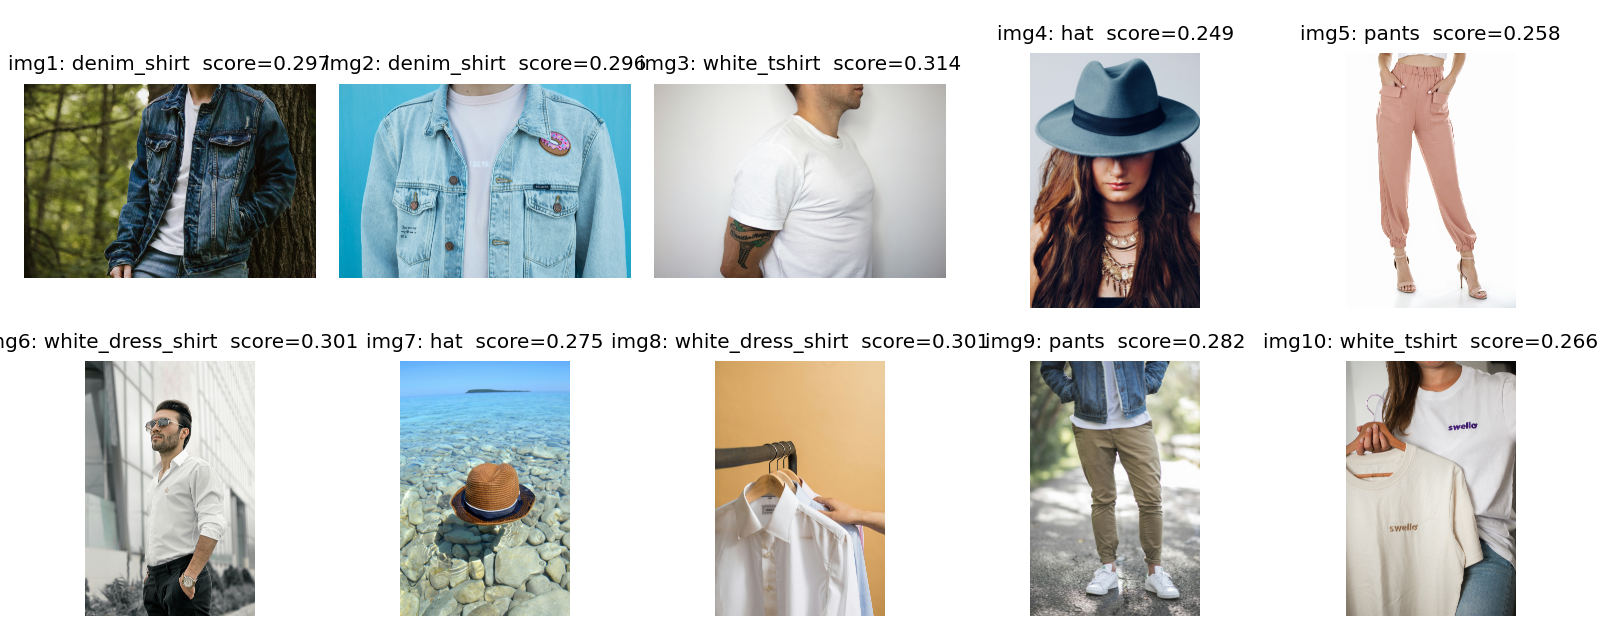 img4: hat score=0.249
img5: pants score=0.258
img1: denim_shirt score=0.297
img2: denim_shirt score=0.296
img3: white_tshirt score=0.314
img6: white_dress_shirt score=0.301
img7: hat score=0.275
img8: white_dress_shirt score=0.301
img9: pants score=0.282
img10: white_tshirt score=0.266
swello
swello